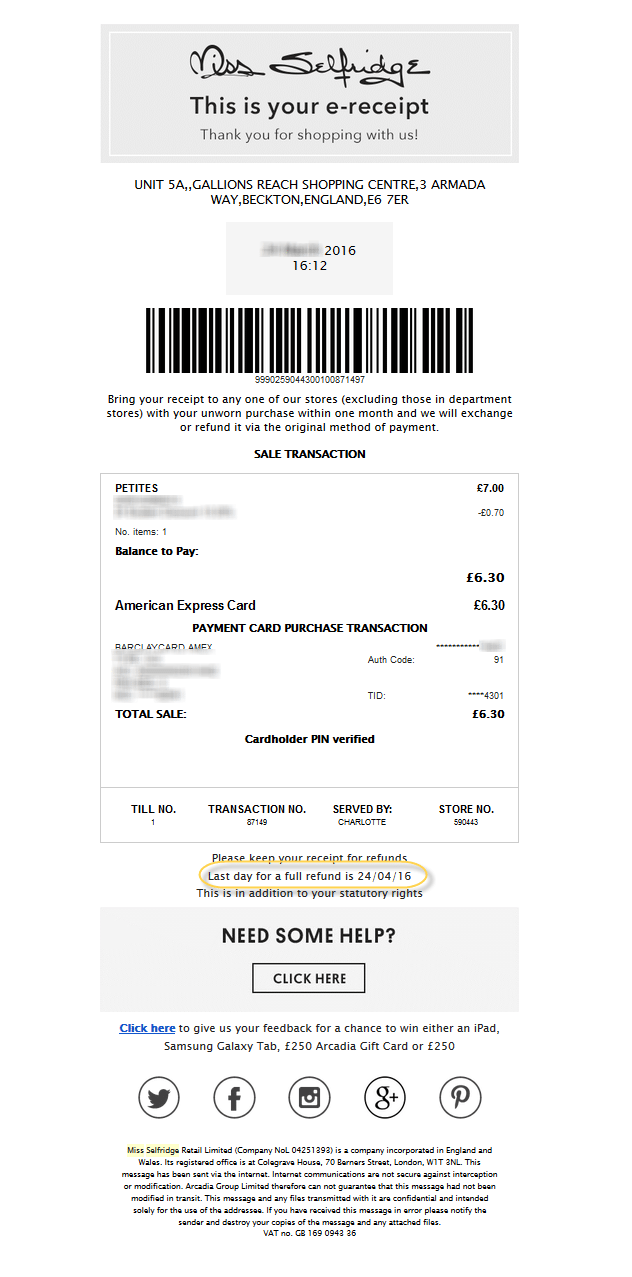 Miss Selfridge
This is your e-receipt
Thank you for shopping with us!
UNIT 5A,,GALLIONS REACH SHOPPING CENTRE,3 ARMADA
WAY,BECKTON,ENGLAND,E6 7ER
2016
16:12
9990259044300100871497
Bring your receipt to any one of our stores (excluding those in department
stores) with your unworn purchase within one month and we will exchange
or refund it via the original method of payment.
SALE TRANSACTION
PETITES £7.00
-£0.70
No. items: 1
Balance to Pay:
£6.30
American Express Card £6.30
PAYMENT CARD PURCHASE TRANSACTION
BARCLAYCARD AMEX ***********
Auth Code: 91
TID: ****4301
TOTAL SALE: £6.30
Cardholder PIN verified
TILL NO. TRANSACTION NO. SERVED BY: STORE NO.
1 87149 CHARLOTTE 590443
Please keep your receipt for refunds
Last day for a full refund is 24/04/16
This is in addition to your statutory rights
NEED SOME HELP?
CLICK HERE
Click here to give us your feedback for a chance to win either an iPad,
Samsung Galaxy Tab, £250 Arcadia Gift Card or £250
Miss Selfridge Retail Limited (Company NoL 04251393) is a company incorporated in England and
Wales. Its registered office is at Colegrave House, 70 Berners Street, London, W1T 3NL. This
message has been sent via the internet. Internet communications are not secure against interception
or modification. Arcadia Group Limited therefore can not guarantee that this message had not been
modified in transit. This message and any files transmitted with it are confidential and intended
solely for the use of the addressee. If you have received this message in error please notify the
sender and destroy your copies of the message and any attached files.
VAT no. GB 169 0943 36